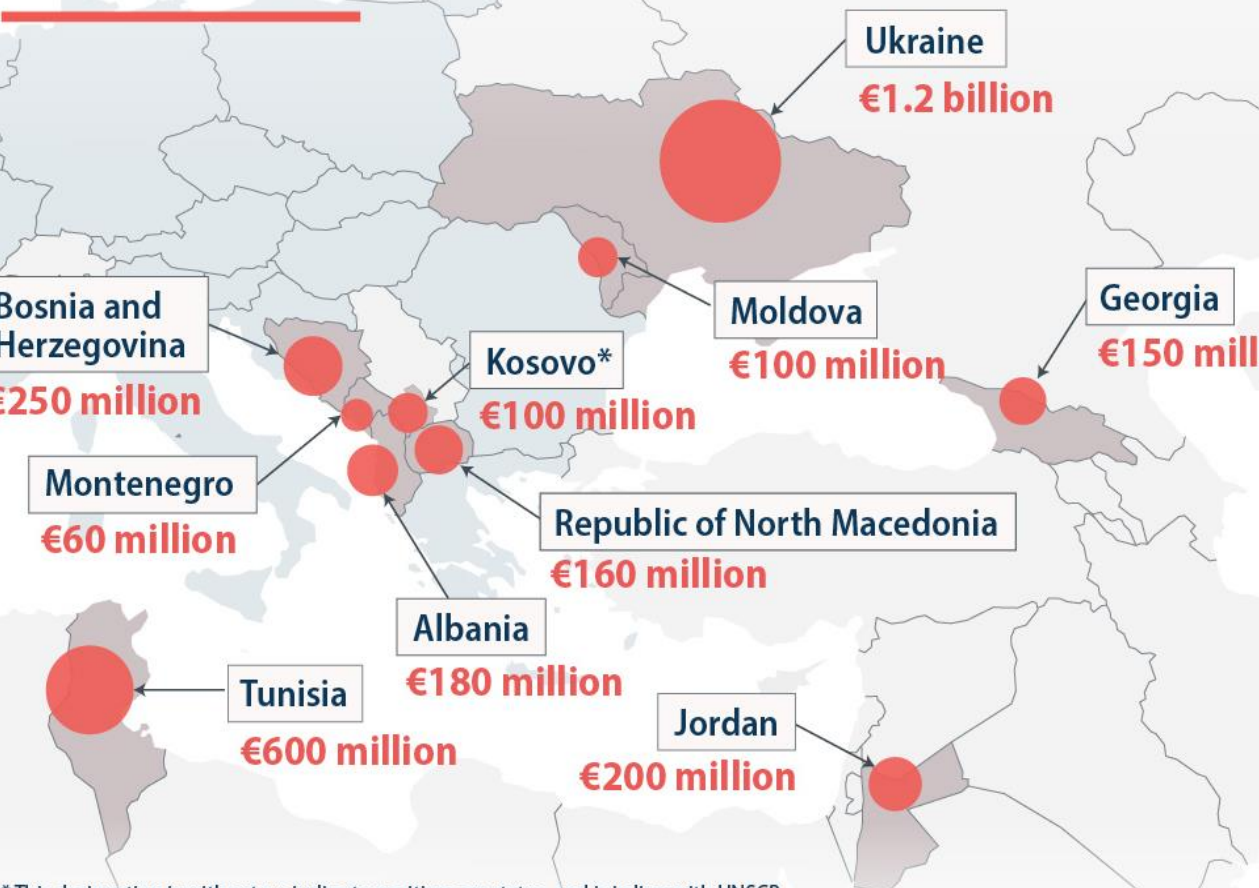 Ukraine
€1.2 billion
Bosnia and
Herzegovina
€250 million
Moldova
€100 million
Georgia
€150 mill
Kosovo*
€100 million
Montenegro
€60 million
Republic of North Macedonia
€160 million
Albania
€180 million
Tunisia
€600 million
Jordan
€200 million